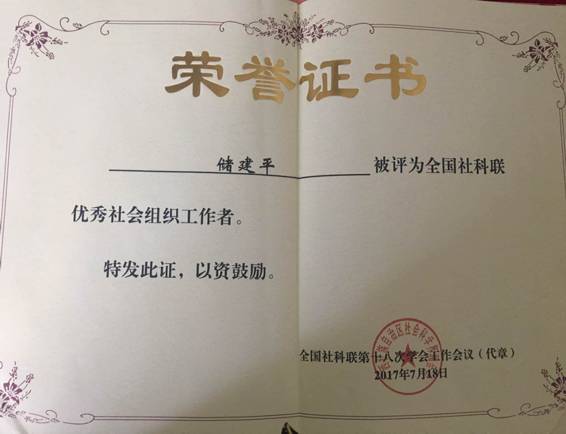 荣誉证书
储建平 被评为全国社科联
优秀社会组织工作者。
特发此证，以资鼓励。
全国社科联第十八次学会工作会议（代章）
2017年7月18日